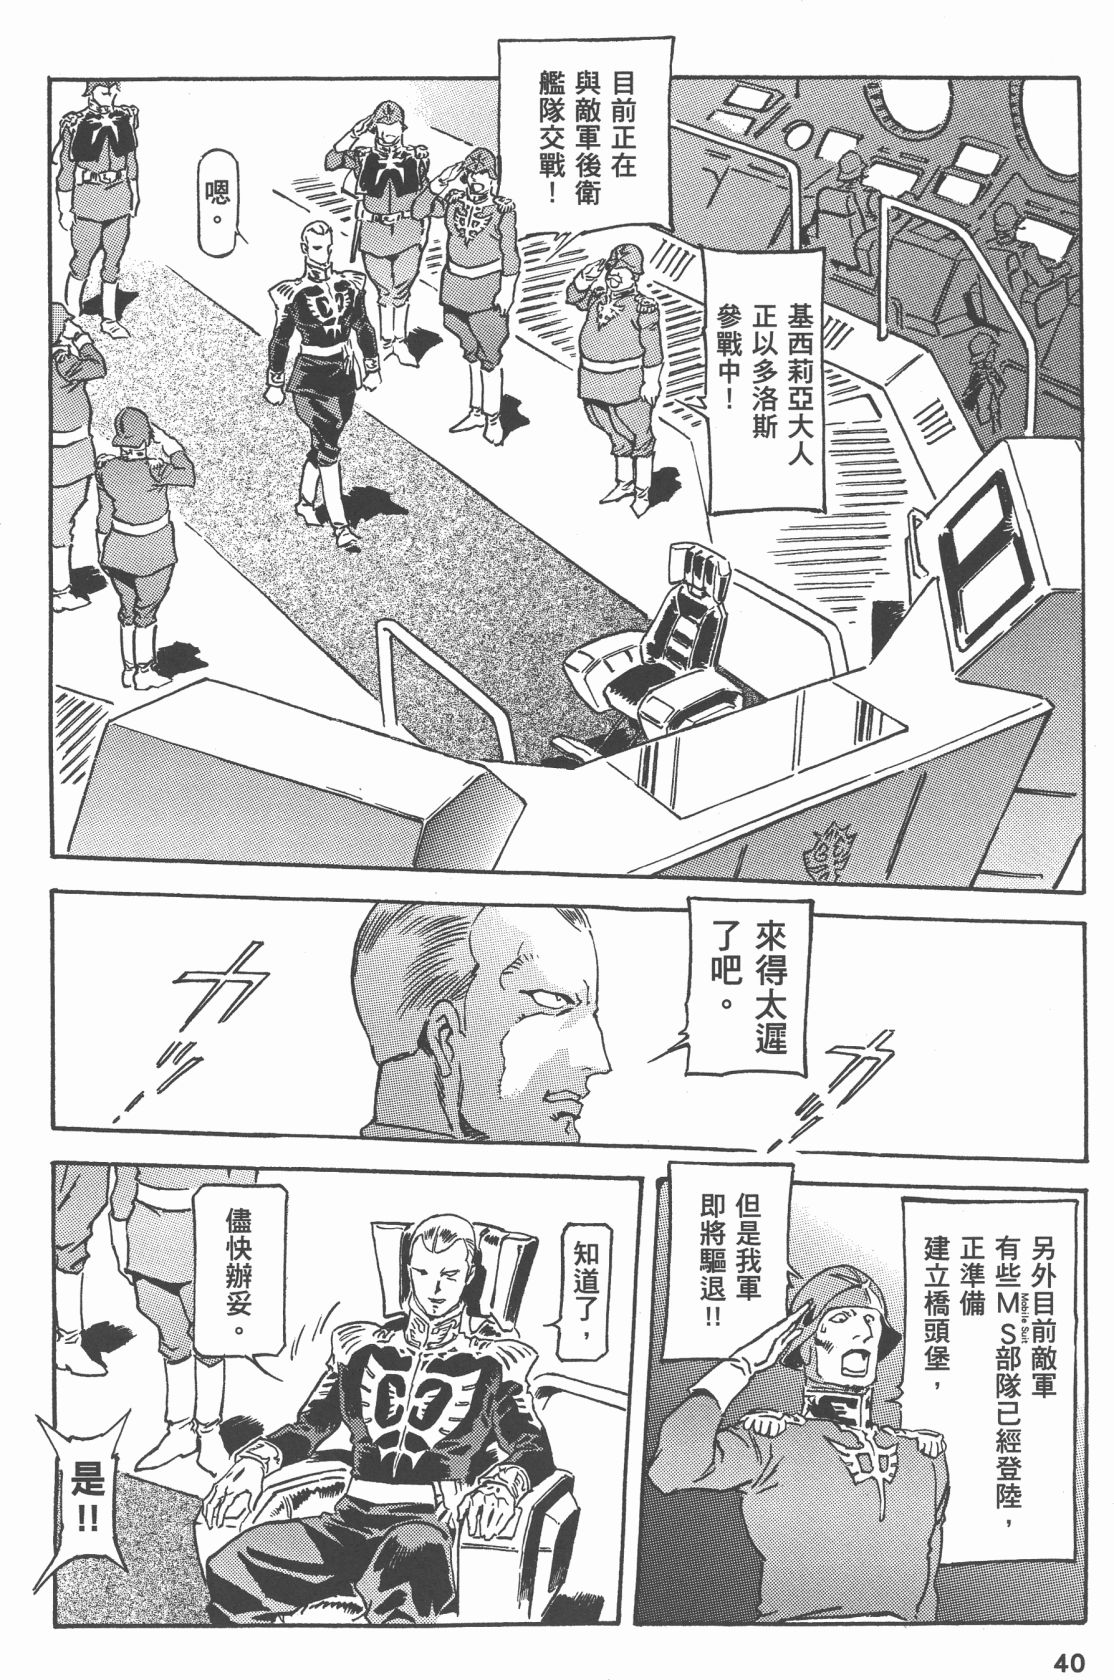 目前正在
與敵軍後衛
艦隊交戰！
基西莉亞大人
正以多洛斯
參戰中！
嗯。
來得太遲
了吧。
カッ
カッ
另外目前敵軍
有些MS部隊已經登陸，
Mobile Suit
正準備
建立橋頭堡，
但是我軍
即將驅退！！
知道了，
儘快辦妥。
是！！
40